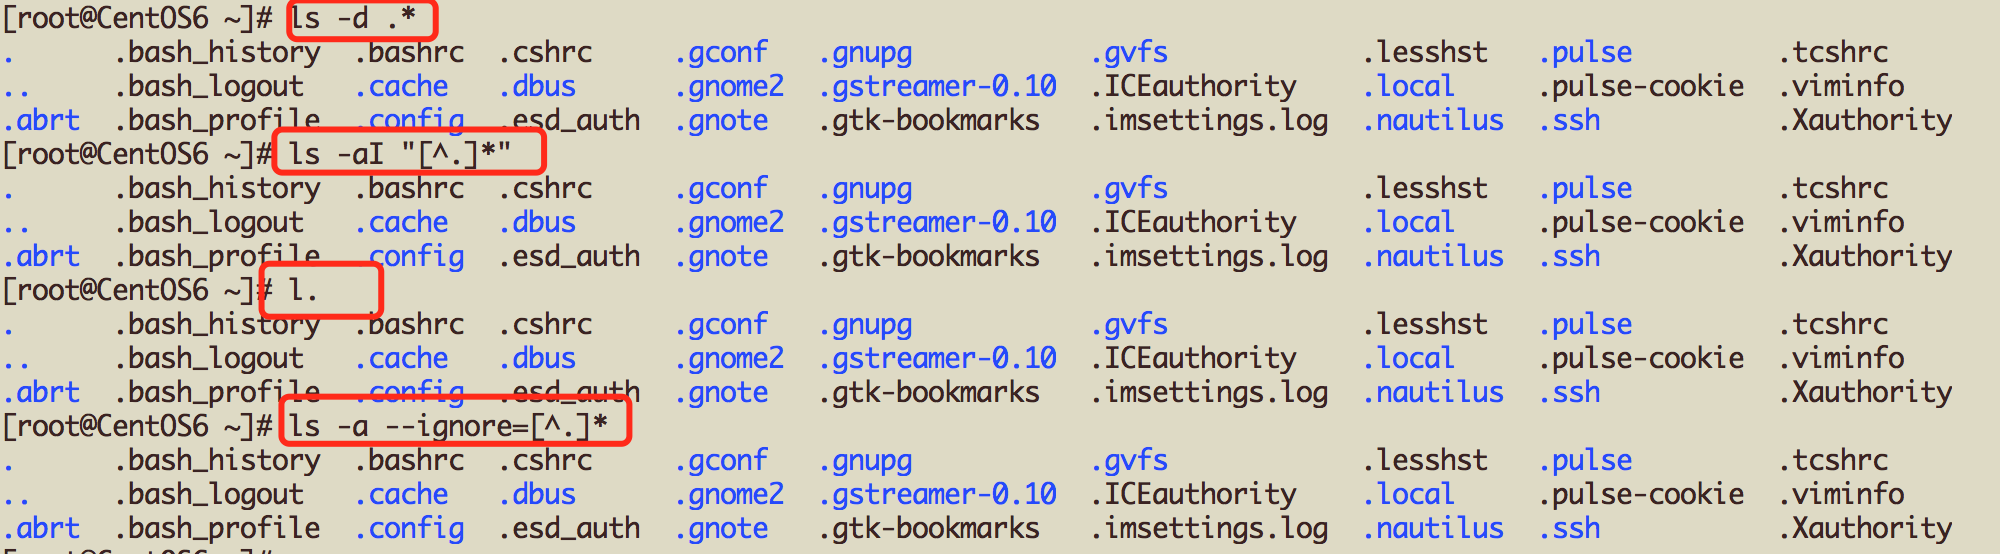 [root@CentOS6 ~]# ls -d .*
. .bash_history .bashrc .cshrc .gconf .gnupg .gvfs .lesshst .pulse .tcshrc
.. .bash_logout .cache .dbus .gnome2 .gstreamer-0.10 .ICEauthority .local .pulse-cookie .viminfo
.abrt .bash_profile .config .esd_auth .gnote .gtk-bookmarks .imsettings.log .nautilus .ssh .Xauthority
[root@CentOS6 ~]# ls -aI "[^.]*"
. .bash_history .bashrc .cshrc .gconf .gnupg .gvfs .lesshst .pulse .tcshrc
.. .bash_logout .cache .dbus .gnome2 .gstreamer-0.10 .ICEauthority .local .pulse-cookie .viminfo
.abrt .bash_profile .config .esd_auth .gnote .gtk-bookmarks .imsettings.log .nautilus .ssh .Xauthority
[root@CentOS6 ~]# l.
. .bash_history .bashrc .cshrc .gconf .gnupg .gvfs .lesshst .pulse .tcshrc
.. .bash_logout .cache .dbus .gnome2 .gstreamer-0.10 .ICEauthority .local .pulse-cookie .viminfo
.abrt .bash_profile .config .esd_auth .gnote .gtk-bookmarks .imsettings.log .nautilus .ssh .Xauthority
[root@CentOS6 ~]# ls -a --ignore=[^.]*
. .bash_history .bashrc .cshrc .gconf .gnupg .gvfs .lesshst .pulse .tcshrc
.. .bash_logout .cache .dbus .gnome2 .gstreamer-0.10 .ICEauthority .local .pulse-cookie .viminfo
.abrt .bash_profile .config .esd_auth .gnote .gtk-bookmarks .imsettings.log .nautilus .ssh .Xauthority